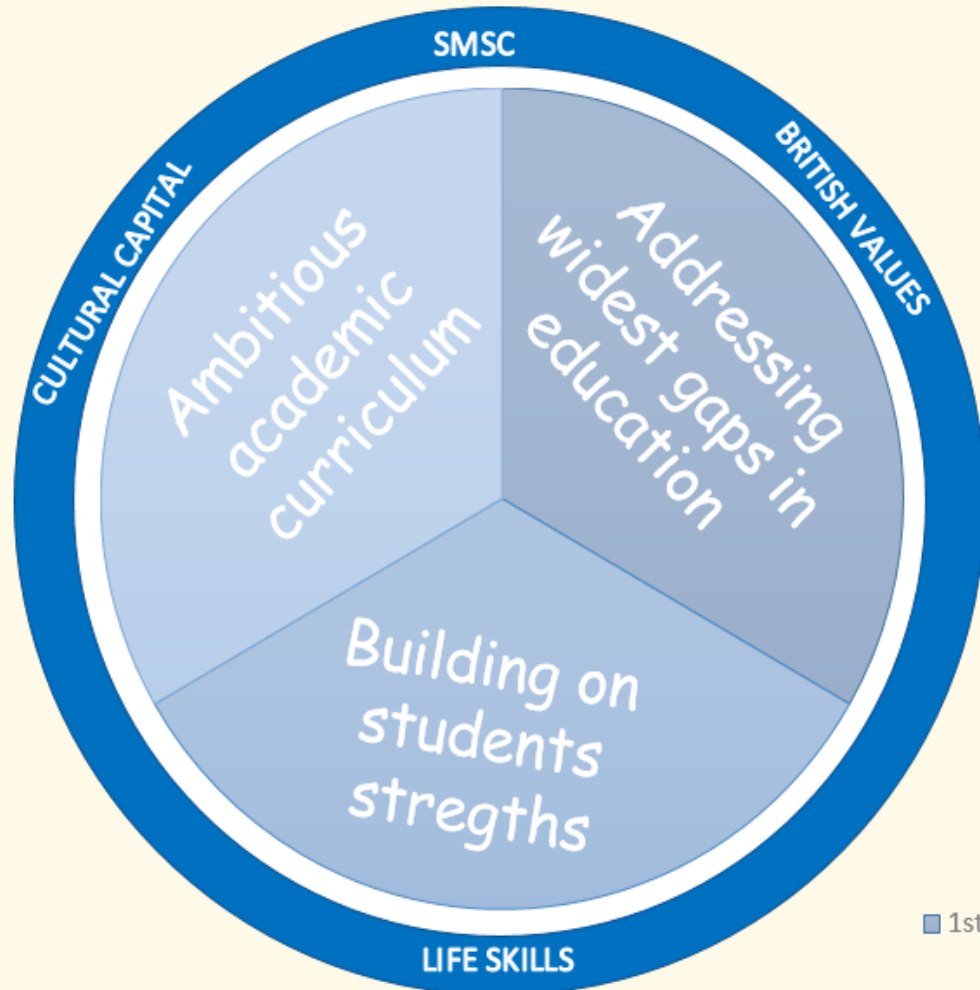 SMSC
CULTURAL CAPITAL
BRITISH VALUES
Ambitious
academic
curriculum
Addressing
widest gaps in
education
Building on
students
stregths
LIFE SKILLS
1st